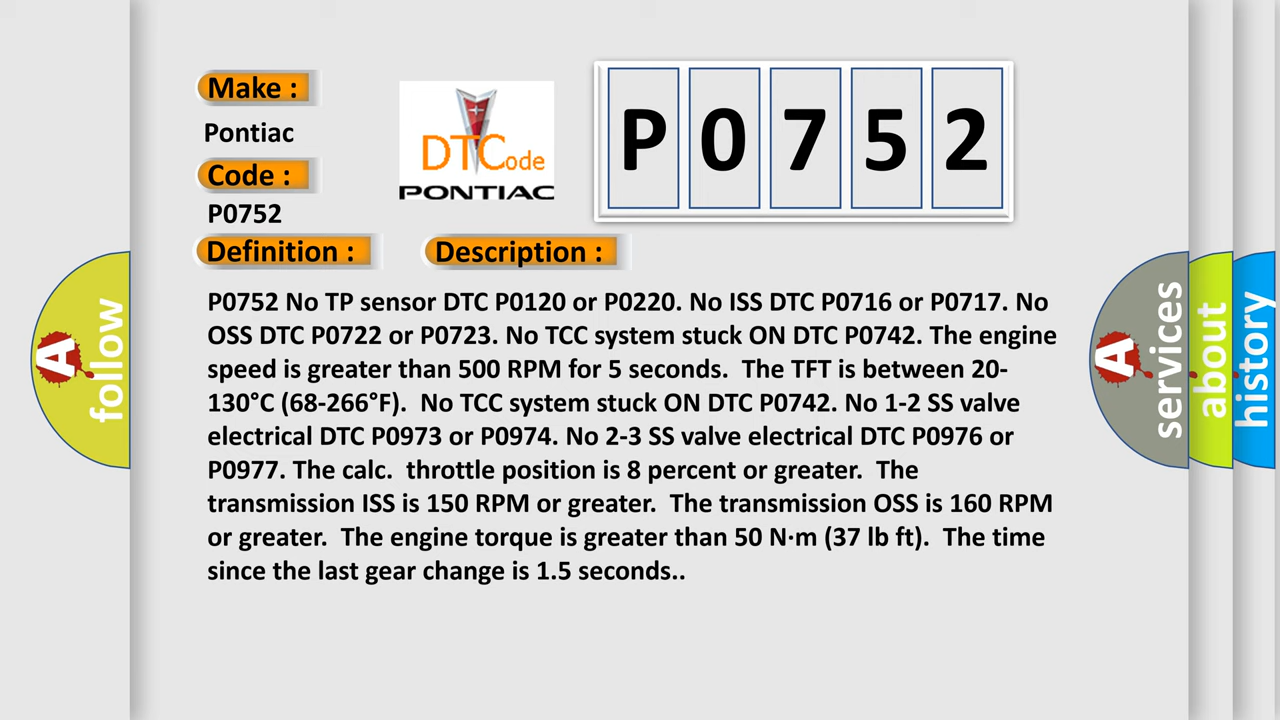 Make :
Pontiac
Code :
P0752
DTCode
PONTIAC
P0752
Definition :
Description :
P0752 No TP sensor DTC P0120 or P0220. No ISS DTC P0716 or P0717. No
OSS DTC P0722 or P0723. No TCC system stuck ON DTC P0742. The engine
speed is greater than 500 RPM for 5 seconds.  The TFT is between 20-
130°C (68-266°F).  No TCC system stuck ON DTC P0742. No 1-2 SS valve
electrical DTC P0973 or P0974. No 2-3 SS valve electrical DTC P0976 or
P0977. The calc.  throttle position is 8 percent or greater.  The
transmission ISS is 150 RPM or greater.  The transmission OSS is 160 RPM
or greater.  The engine torque is greater than 50 N·m (37 lb ft).  The time
since the last gear change is 1.5 seconds..
A follow
A services
about
history